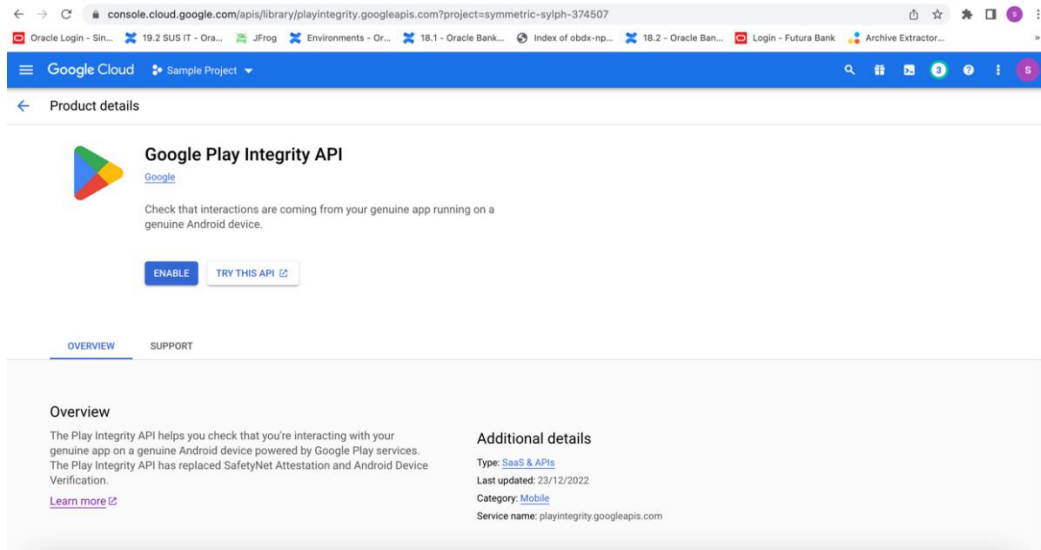 console.cloud.google.com/apis/library/playintegrity.googleapis.com?project=symmetric-sylph-374507
Oracle Login - Sin... 19.2 SUS IT - Ora... JFrog Environments - Or... 18.1 - Oracle Bank... Index of obdx-np... 18.2 - Oracle Ban... Login - Futura Bank Archive Extractor... »
Google Cloud Sample Project 3 S
Product details
Google Play Integrity API
Google
Check that interactions are coming from your genuine app running on a
genuine Android device.
ENABLE TRY THIS API
OVERVIEW SUPPORT
Overview
The Play Integrity API helps you check that you're interacting with your
genuine app on a genuine Android device powered by Google Play services.
The Play Integrity API has replaced SafetyNet Attestation and Android Device
Verification.
Learn more
Additional details
Type: SaaS & APIs
Last updated: 23/12/2022
Category: Mobile
Service name: playintegrity.googleapis.com